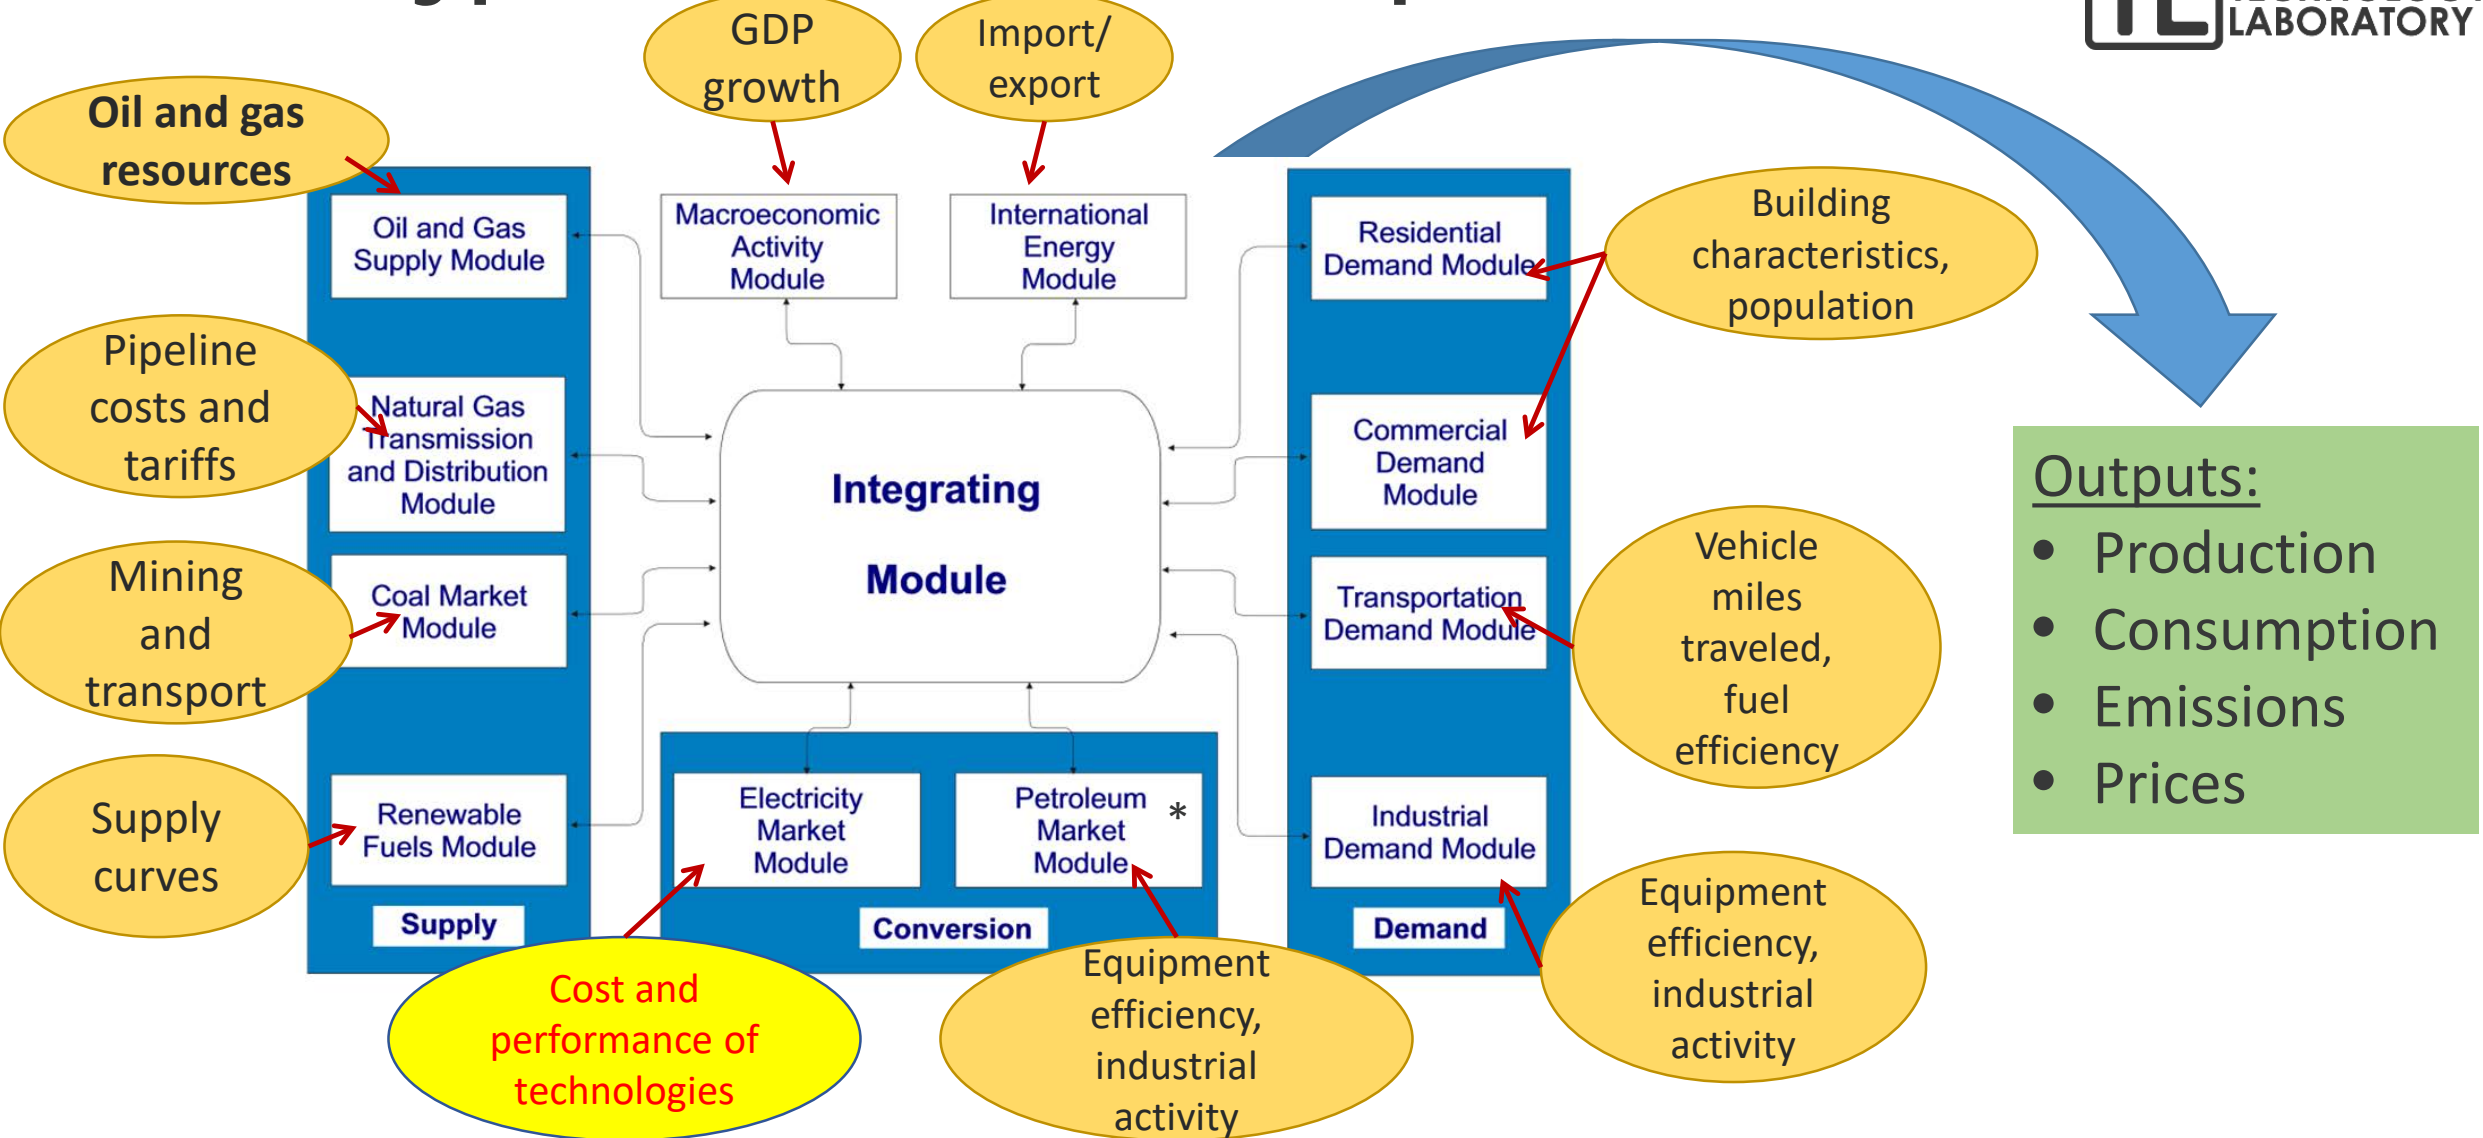 LABORATORY
GDP
growth
Import/
export
Oil and gas
resources
Oil and Gas
Supply Module
Macroeconomic
Activity
Module
International
Energy
Module
Residential
Demand Module
Building
characteristics,
population
Pipeline
costs and
tariffs
Natural Gas
Transmission
and Distribution
Module
Integrating
Module
Commercial
Demand
Module
Outputs:
• Production
• Consumption
• Emissions
• Prices
Mining
and
transport
Coal Market
Module
Transportation
Demand Module
Vehicle
miles
traveled,
fuel
efficiency
Supply
curves
Renewable
Fuels Module
Electricity
Market
Module
Petroleum *
Market
Module
Industrial
Demand Module
Supply
Conversion
Demand
Cost and
performance of
technologies
Equipment
efficiency,
industrial
activity
Equipment
efficiency,
industrial
activity